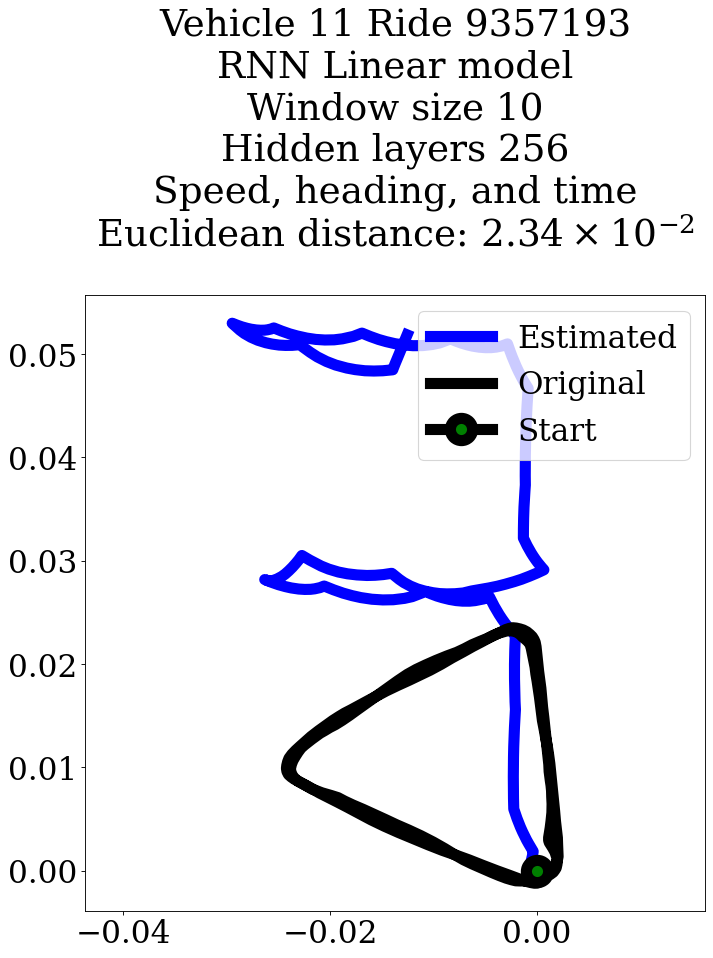 Vehicle 11 Ride 9357193
RNN Linear model
Window size 10
Hidden layers 256
Speed, heading, and time
Euclidean distance: 2.34 × 10⁻²
Estimated
Original
Start
0.05
0.04
0.03
0.02
0.01
0.00
−0.04
−0.02
0.00